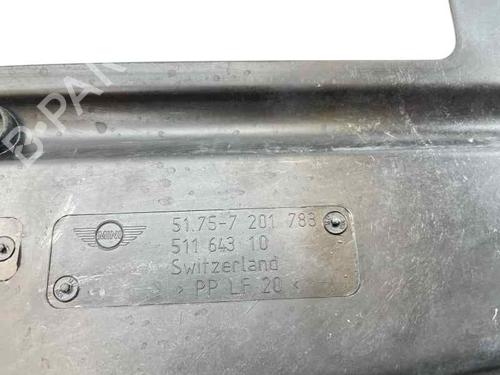 B-PARTS
MINI
51.75-7 201 783
511 643 10
Switzerland
> PP LF 20 <